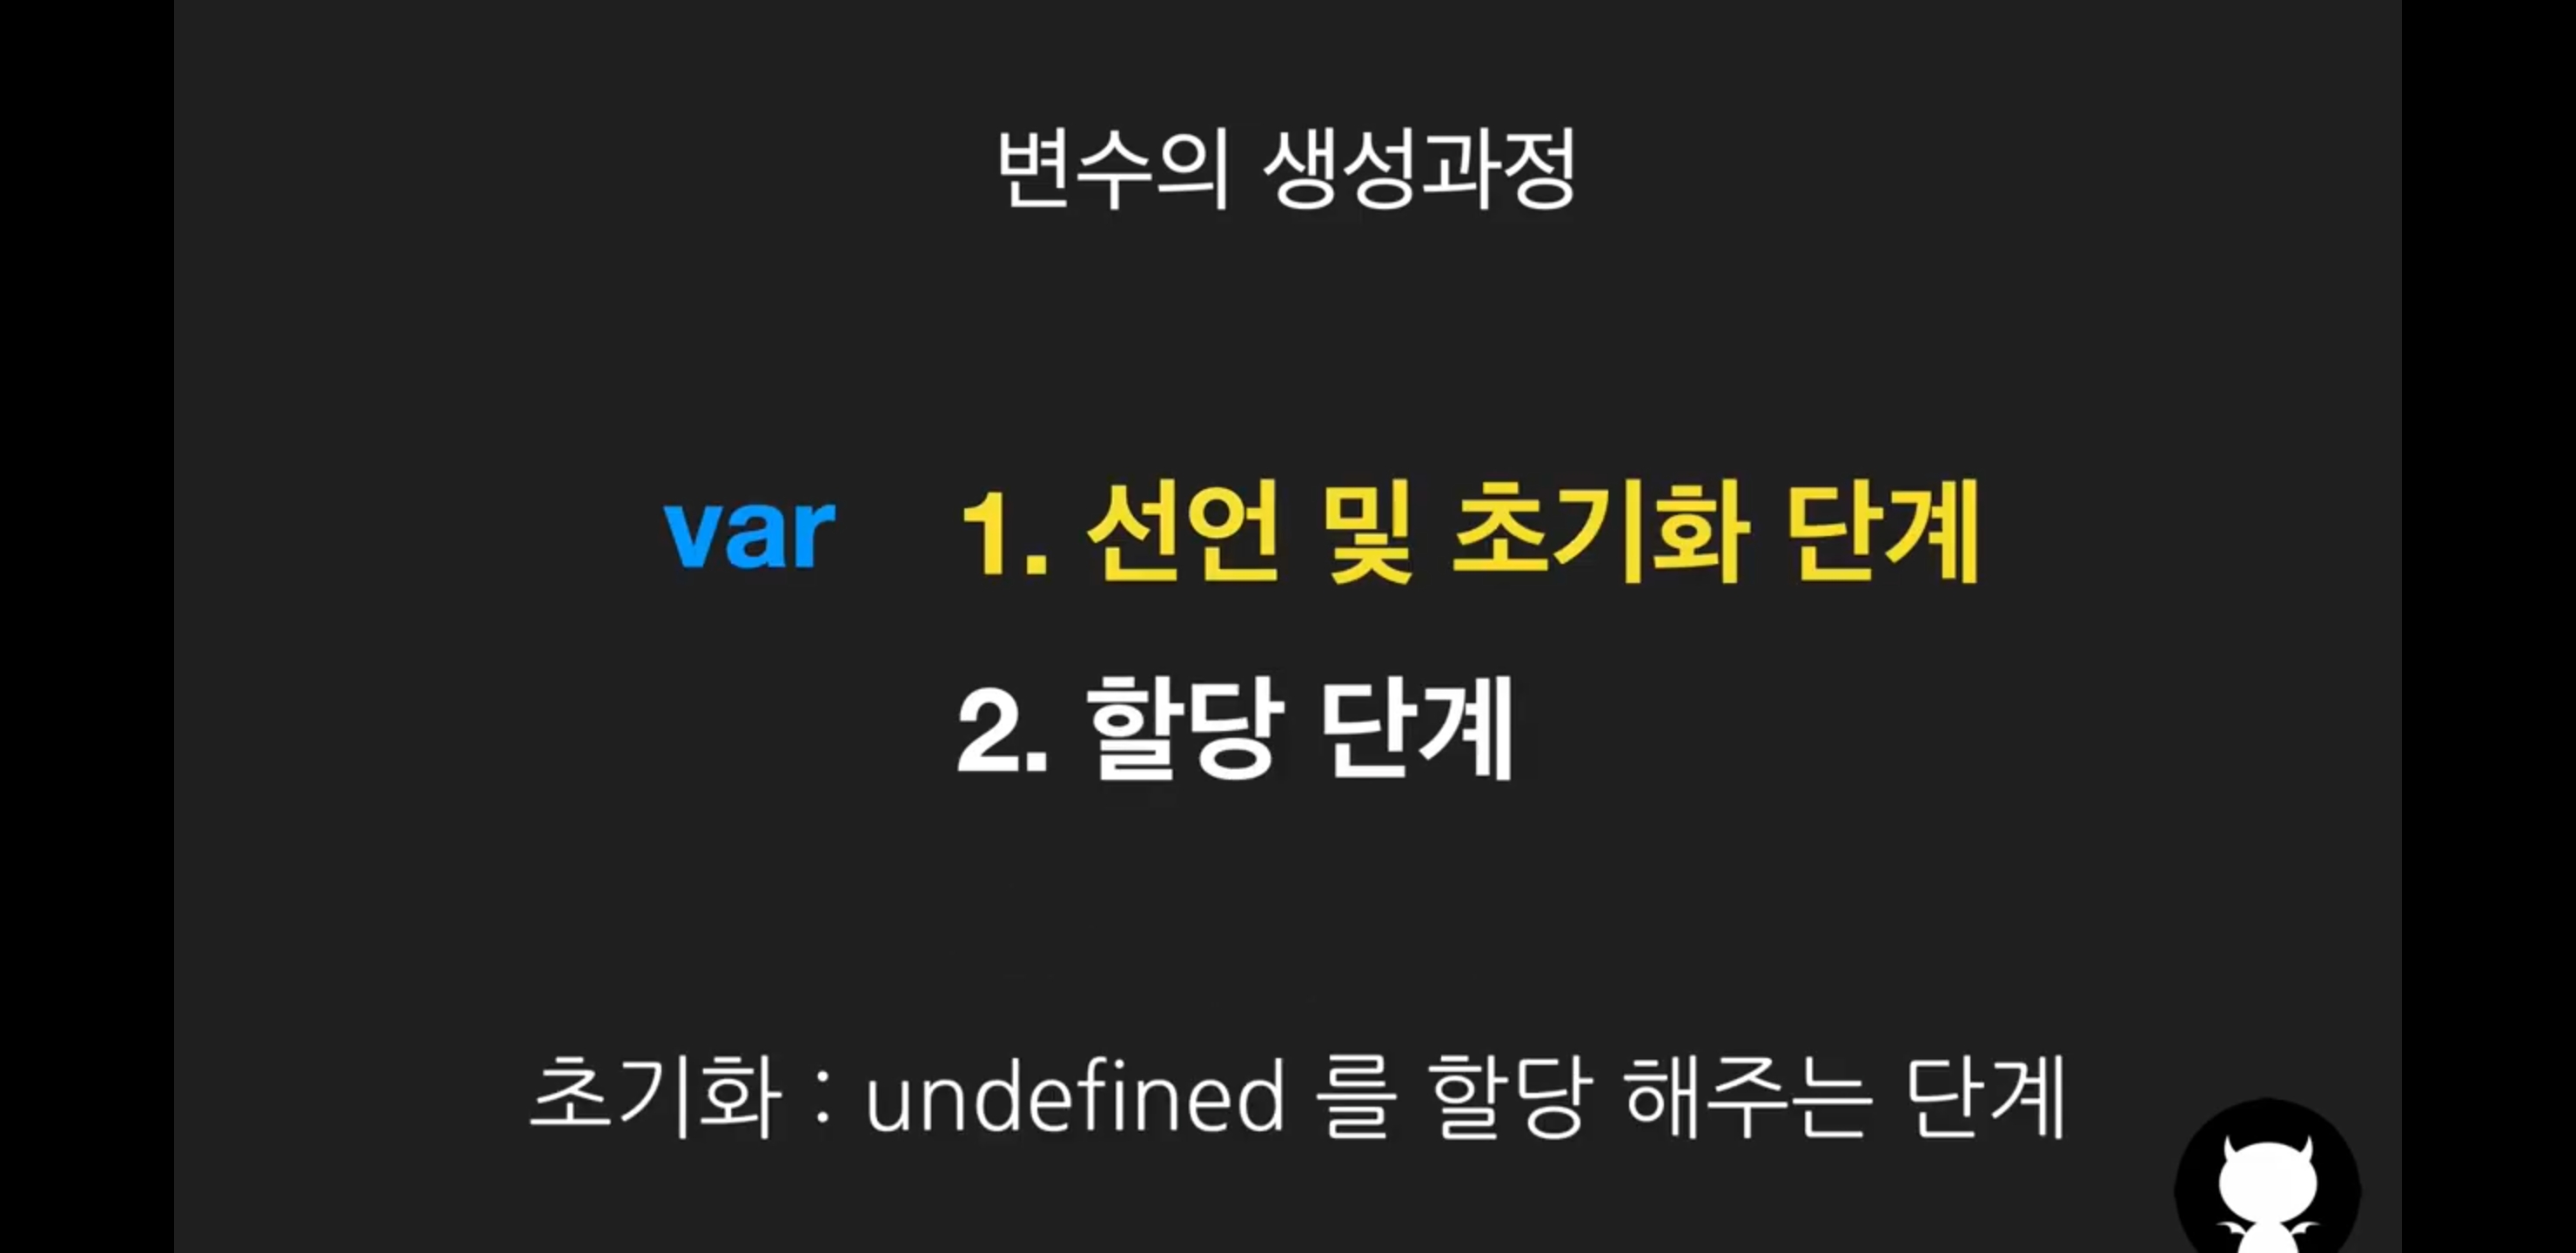 변수의 생성과정
var 1. 선언 및 초기화 단계
2. 할당 단계
초기화 : undefined 를 할당 해주는 단계